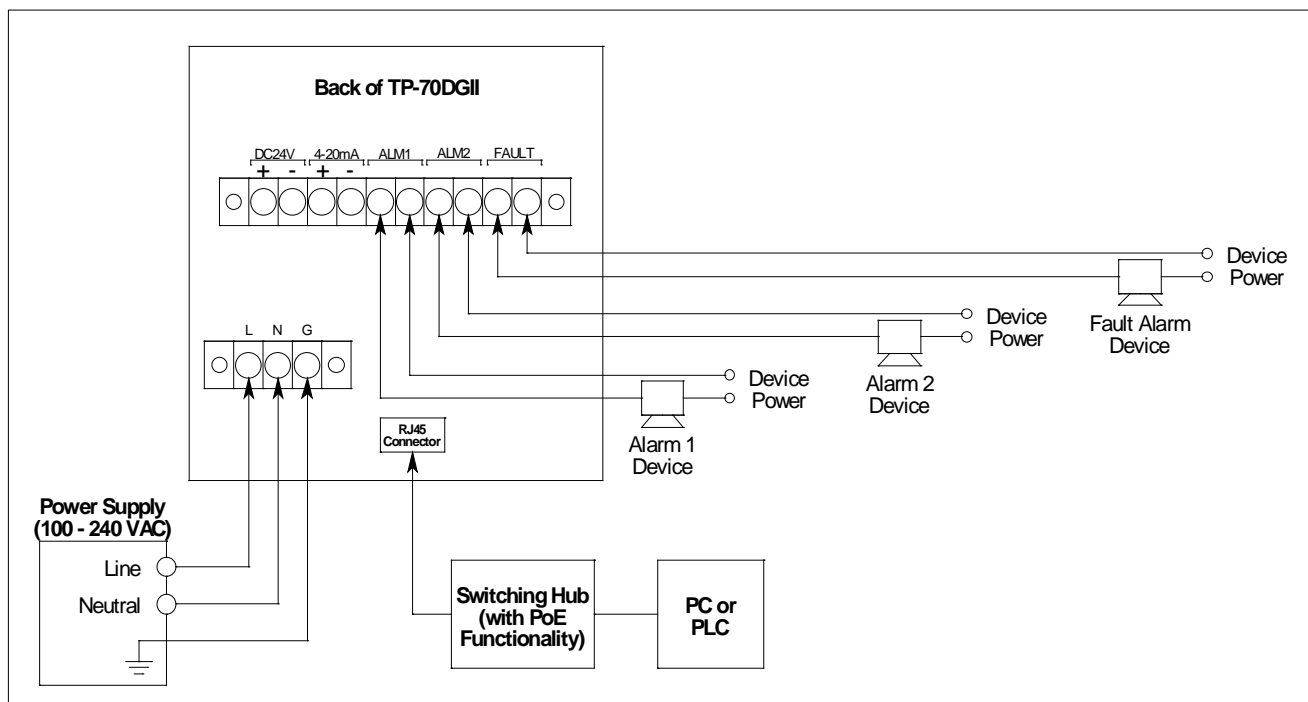 Back of TP-70DGII
DC24V 4-20mA ALM1 ALM2 FAULT
+ - + -
Device
Power
Fault Alarm
Device
Device
Power
Alarm 2
Device
Device
Power
Alarm 1
Device
L N G
RJ45
Connector
Power Supply
(100 - 240 VAC)
Line
Neutral
Switching Hub
(with PoE
Functionality)
PC or
PLC